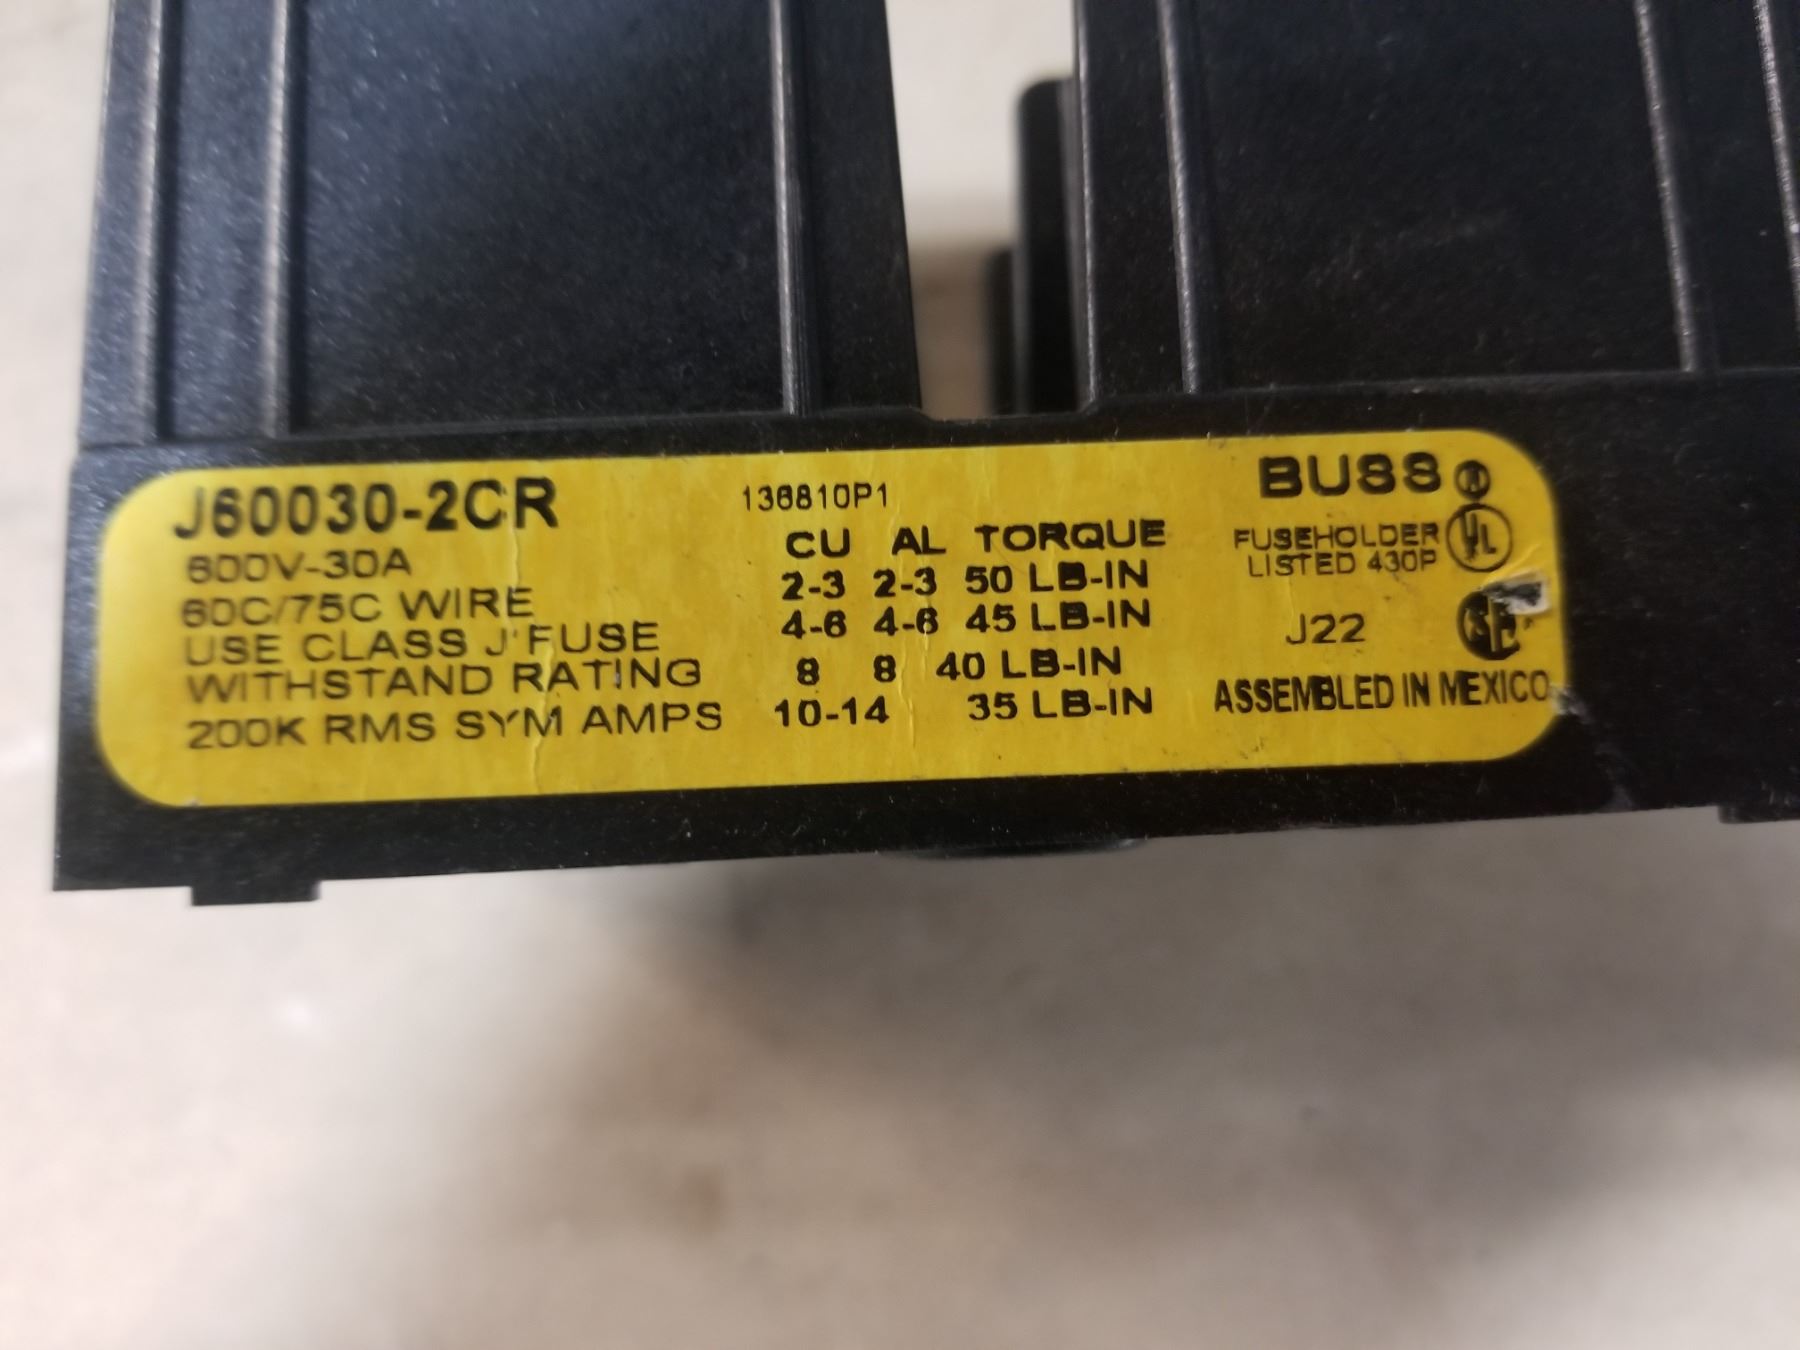 J60030-2CR
600V-30A
60C/75C WIRE
USE CLASS J' FUSE
WITHSTAND RATING
200K RMS SYM AMPS
136810P1
CU AL TORQUE
2-3 2-3 50 LB-IN
4-6 4-6 45 LB-IN
8 8 40 LB-IN
10-14 35 LB-IN
BUSS ®
FUSEHOLDER UL
LISTED 430P
J22
ASSEMBLED IN MEXICO